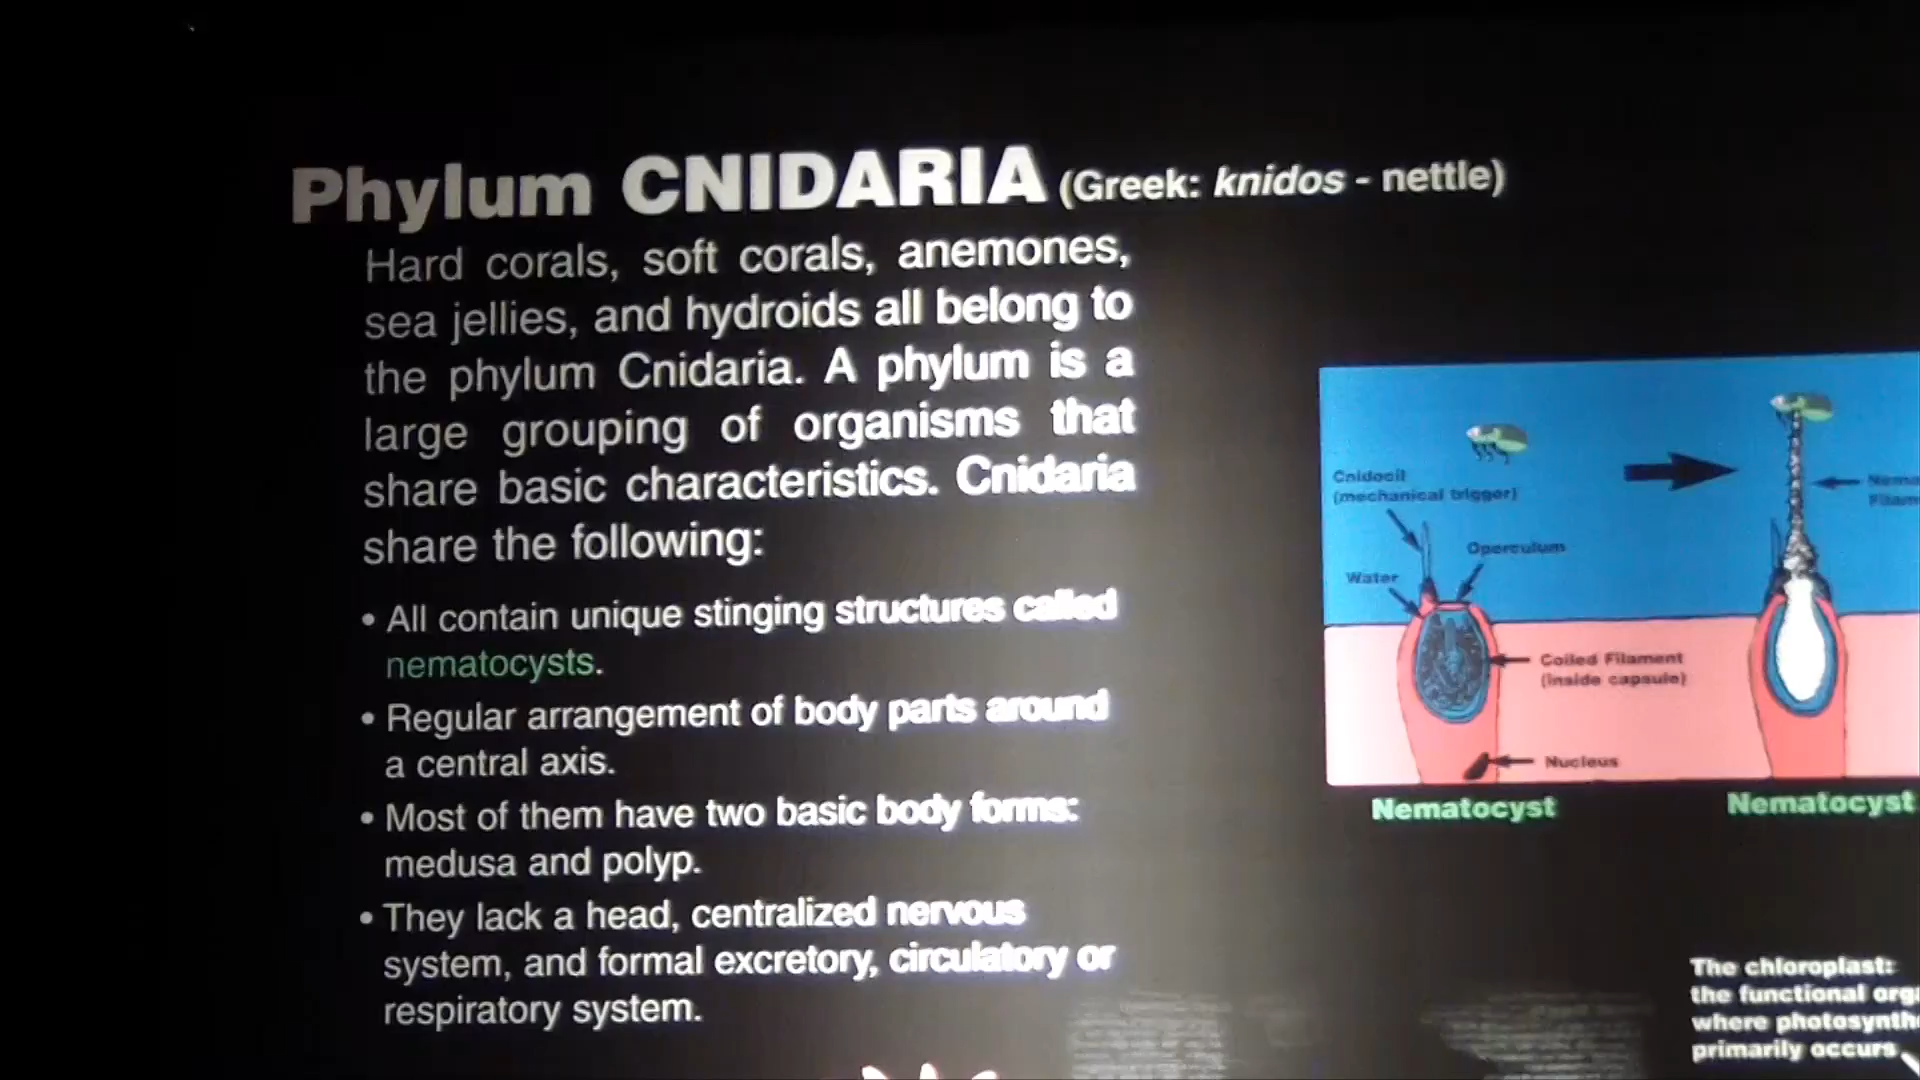 Phylum CNIDARIA (Greek: knidos - nettle)
Hard corals, soft corals, anemones,
sea jellies, and hydroids all belong to
the phylum Cnidaria. A phylum is a
large grouping of organisms that
share basic characteristics. Cnidaria
share the following:
• All contain unique stinging structures called
nematocysts.
• Regular arrangement of body parts around
a central axis.
• Most of them have two basic body forms:
medusa and polyp.
• They lack a head, centralized nervous
system, and formal excretory, circulatory or
respiratory system.
Cnidocil
(mechanical trigger)
Operculum
Water
Coiled Filament
(inside capsule)
Nucleus
Nematocyst
Nematocyst
The chloroplast:
the functional
where
primarily occurs